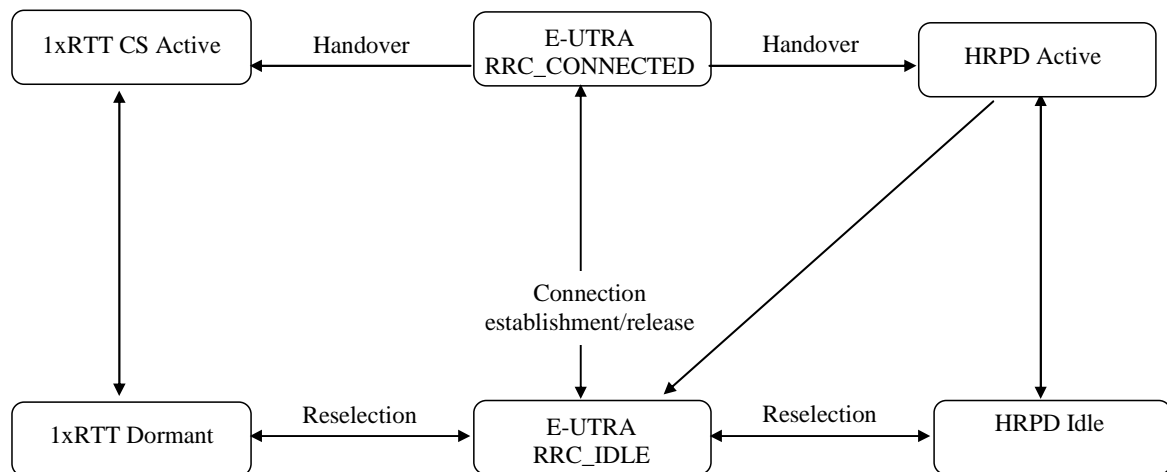 1xRTT CS Active
Handover
E-UTRA
RRC_CONNECTED
Handover
HRPD Active
Connection
establishment/release
1xRTT Dormant
Reselection
E-UTRA
RRC_IDLE
Reselection
HRPD Idle